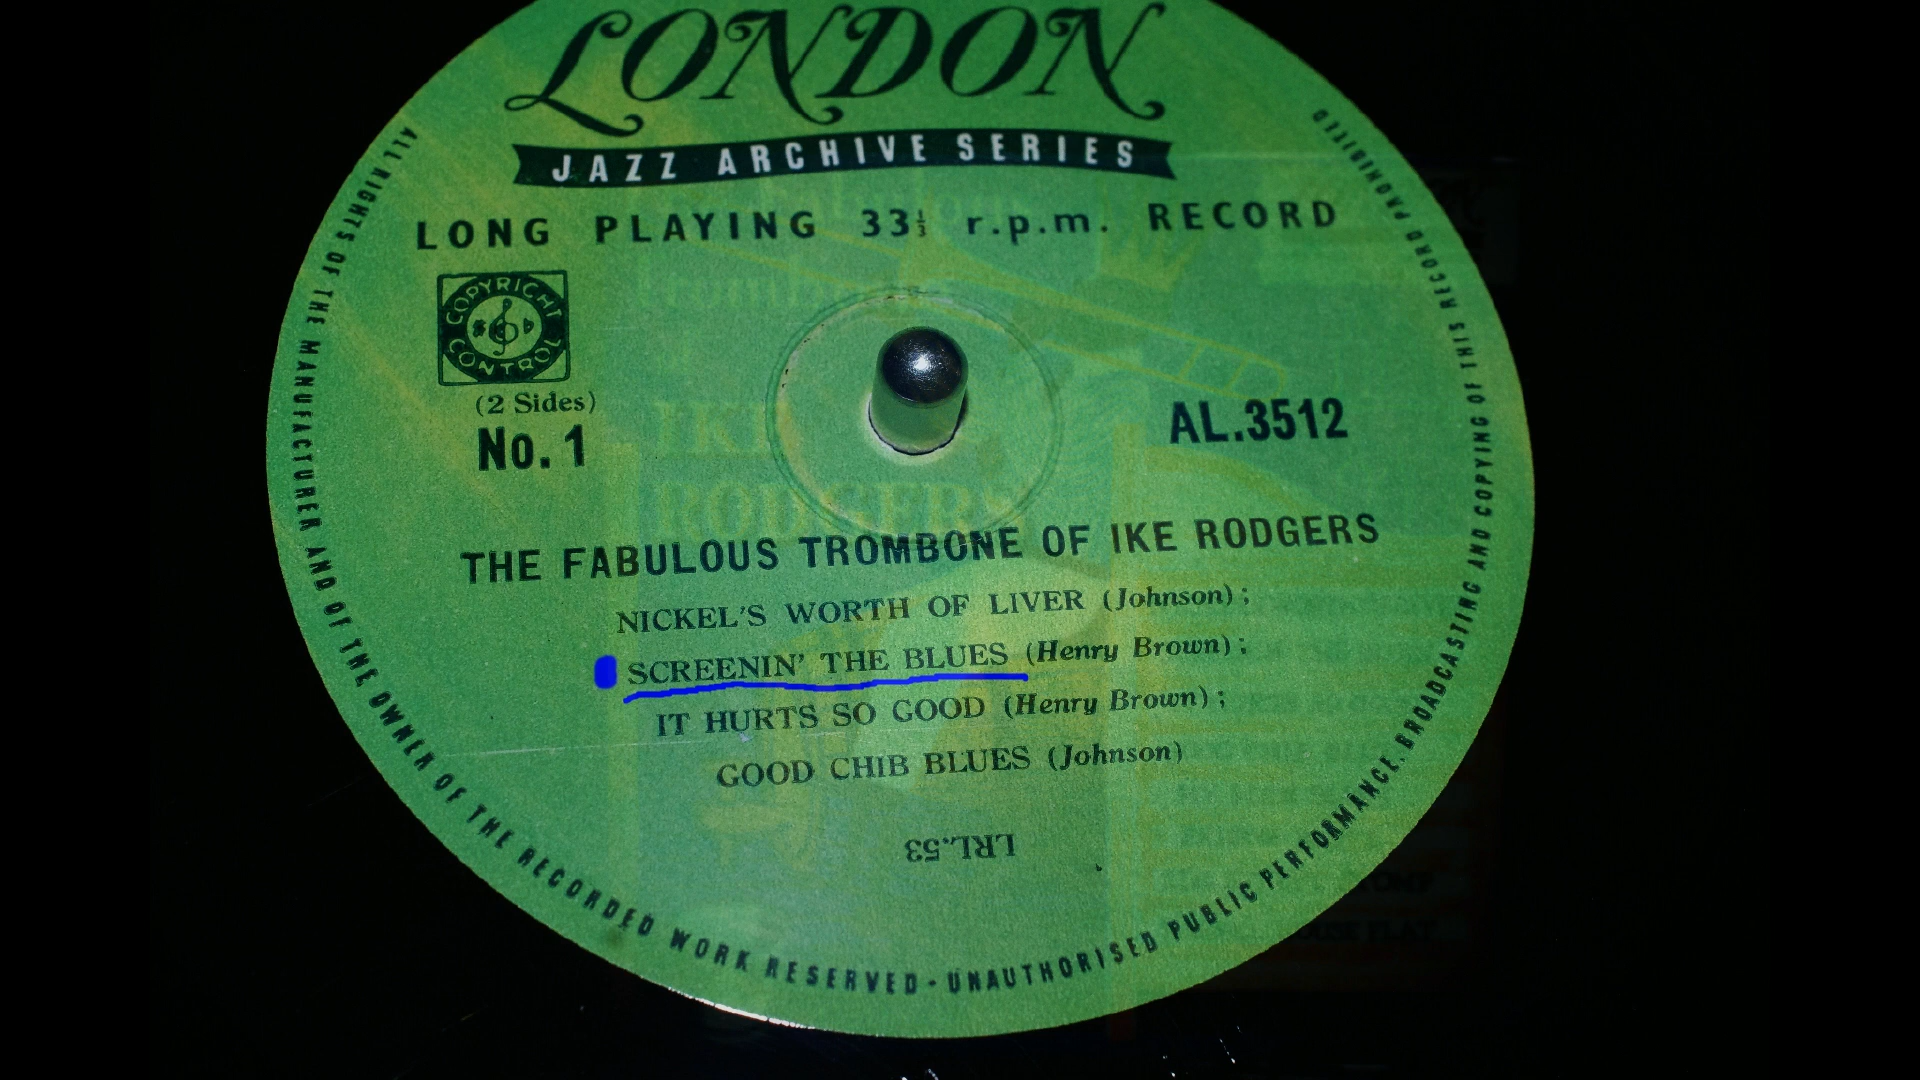 LONDON
JAZZ ARCHIVE SERIES
LONG PLAYING 33⅓ r.p.m. RECORD
COPYRIGHT CONTROL
(2 Sides)
No. 1
AL.3512
THE FABULOUS TROMBONE OF IKE RODGERS
NICKEL'S WORTH OF LIVER (Johnson);
SCREENIN' THE BLUES (Henry Brown);
IT HURTS SO GOOD (Henry Brown);
GOOD CHIB BLUES (Johnson)
LRL.53
ALL RIGHTS OF THE MANUFACTURER AND OF THE OWNER OF THE RECORDED WORK RESERVED - UNAUTHORISED PUBLIC PERFORMANCE, BROADCASTING AND COPYING OF THIS RECORD PROHIBITED
IKE
RODGERS